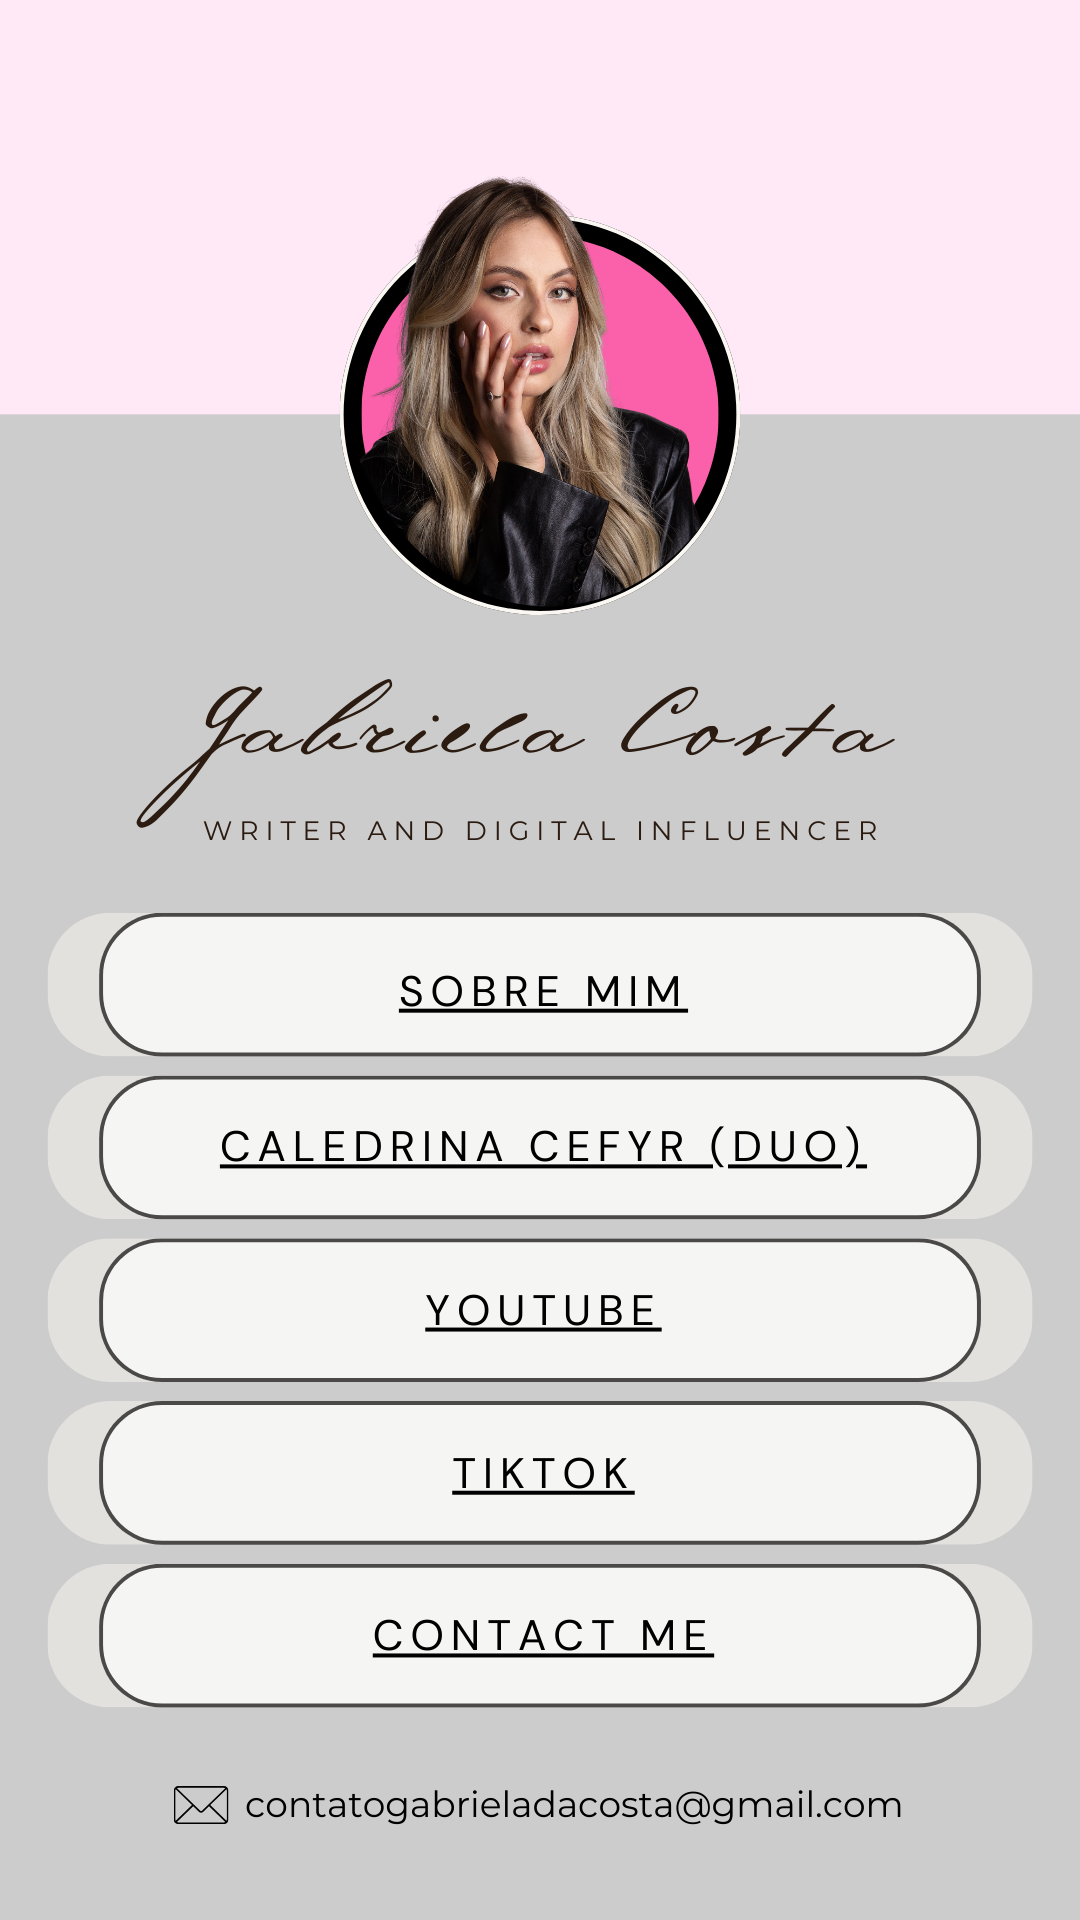 Gabriela Costa
WRITER AND DIGITAL INFLUENCER
SOBRE MIM
CALEDRINA CEFYR (DUO)
YOUTUBE
TIKTOK
CONTACT ME
contatogabrieladacosta@gmail.com